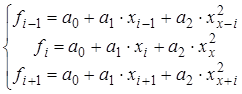 f_{i-1} = a_0 + a_1 · x_{i-1} + a_2 · x_{x-i}^2
f_i = a_0 + a_1 · x_i + a_2 · x_x^2
f_{i+1} = a_0 + a_1 · x_{i+1} + a_2 · x_{x+i}^2